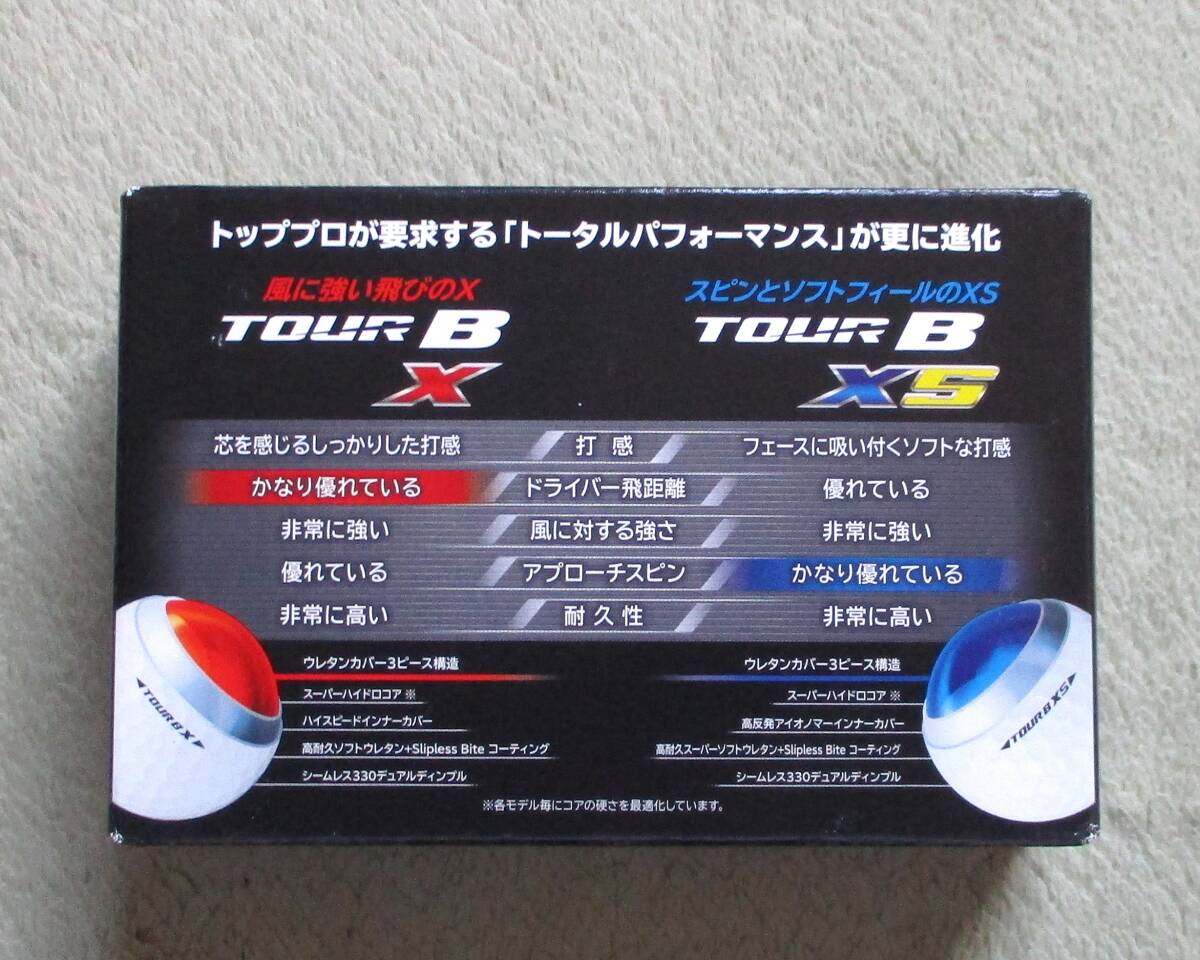 トッププロが要求する「トータルパフォーマンス」が更に進化
風に強い飛びのX
TOUR B
X
スピンとソフトフィールのXS
TOUR B
XS
芯を感じるしっかりした打感 打感 フェースに吸い付くソフトな打感
かなり優れている ドライバー飛距離 優れている
非常に強い 風に対する強さ 非常に強い
優れている アプローチスピン かなり優れている
非常に高い 耐久性 非常に高い
ウレタンカバー3ピース構造
スーパーハイドロコア ※
ハイスピードインナーカバー
高耐久ソフトウレタン+Slipless Bite コーティング
シームレス330デュアルディンプル
◀TOUR B X▶
ウレタンカバー3ピース構造
スーパーハイドロコア ※
高反発アイオノマーインナーカバー
高耐久スーパーソフトウレタン+Slipless Bite コーティング
シームレス330デュアルディンプル
◀TOUR B XS▶
※各モデル毎にコアの硬さを最適化しています。